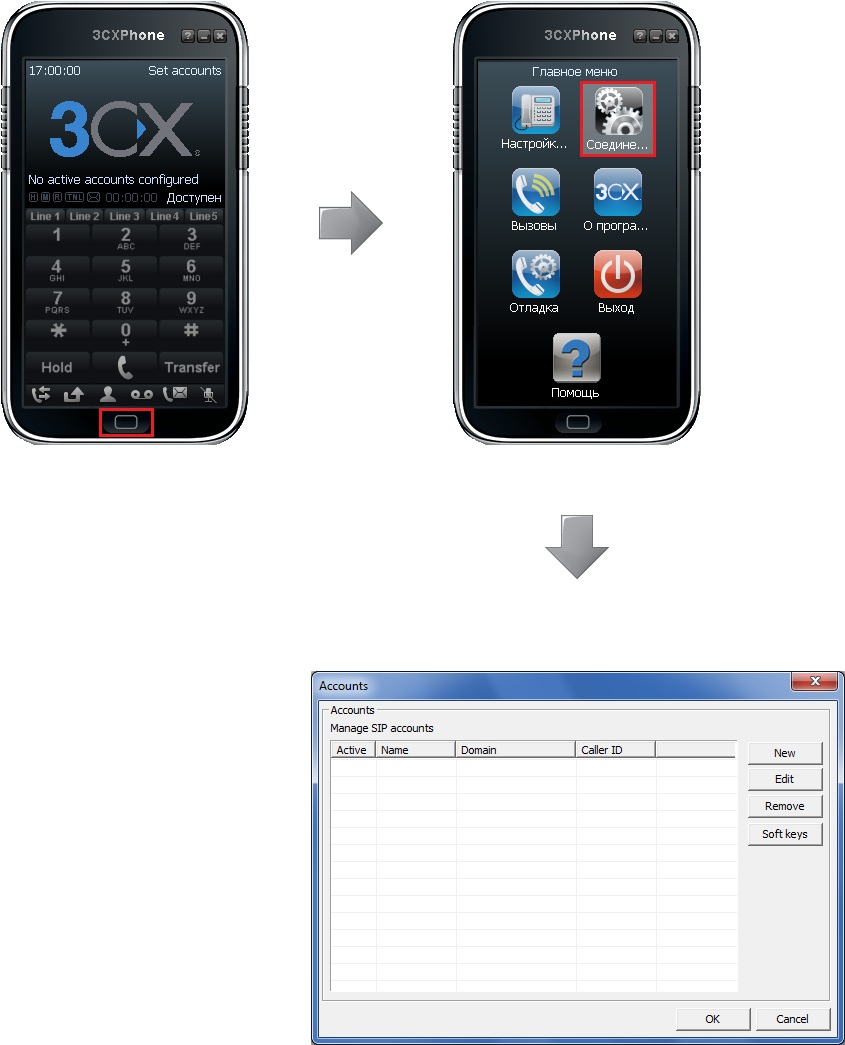 3CXPhone ? _ x
17:00:00 Set accounts
3CX
No active accounts configured
H M R TNL 00:00:00 Доступен
Line 1 Line 2 Line 3 Line 4 Line5
1 2 3
ABC DEF
4 5 6
GHI JKL MNO
7 8 9
PQRS TUV WXYZ
* 0 #
+
Hold Transfer
3CXPhone ? _ x
Главное меню
Настройк... Соедине...
3CX
Вызовы О програ...
Отладка Выход
?
Помощь
Accounts
Accounts
Manage SIP accounts
Active Name Domain Caller ID
New
Edit
Remove
Soft keys
OK Cancel